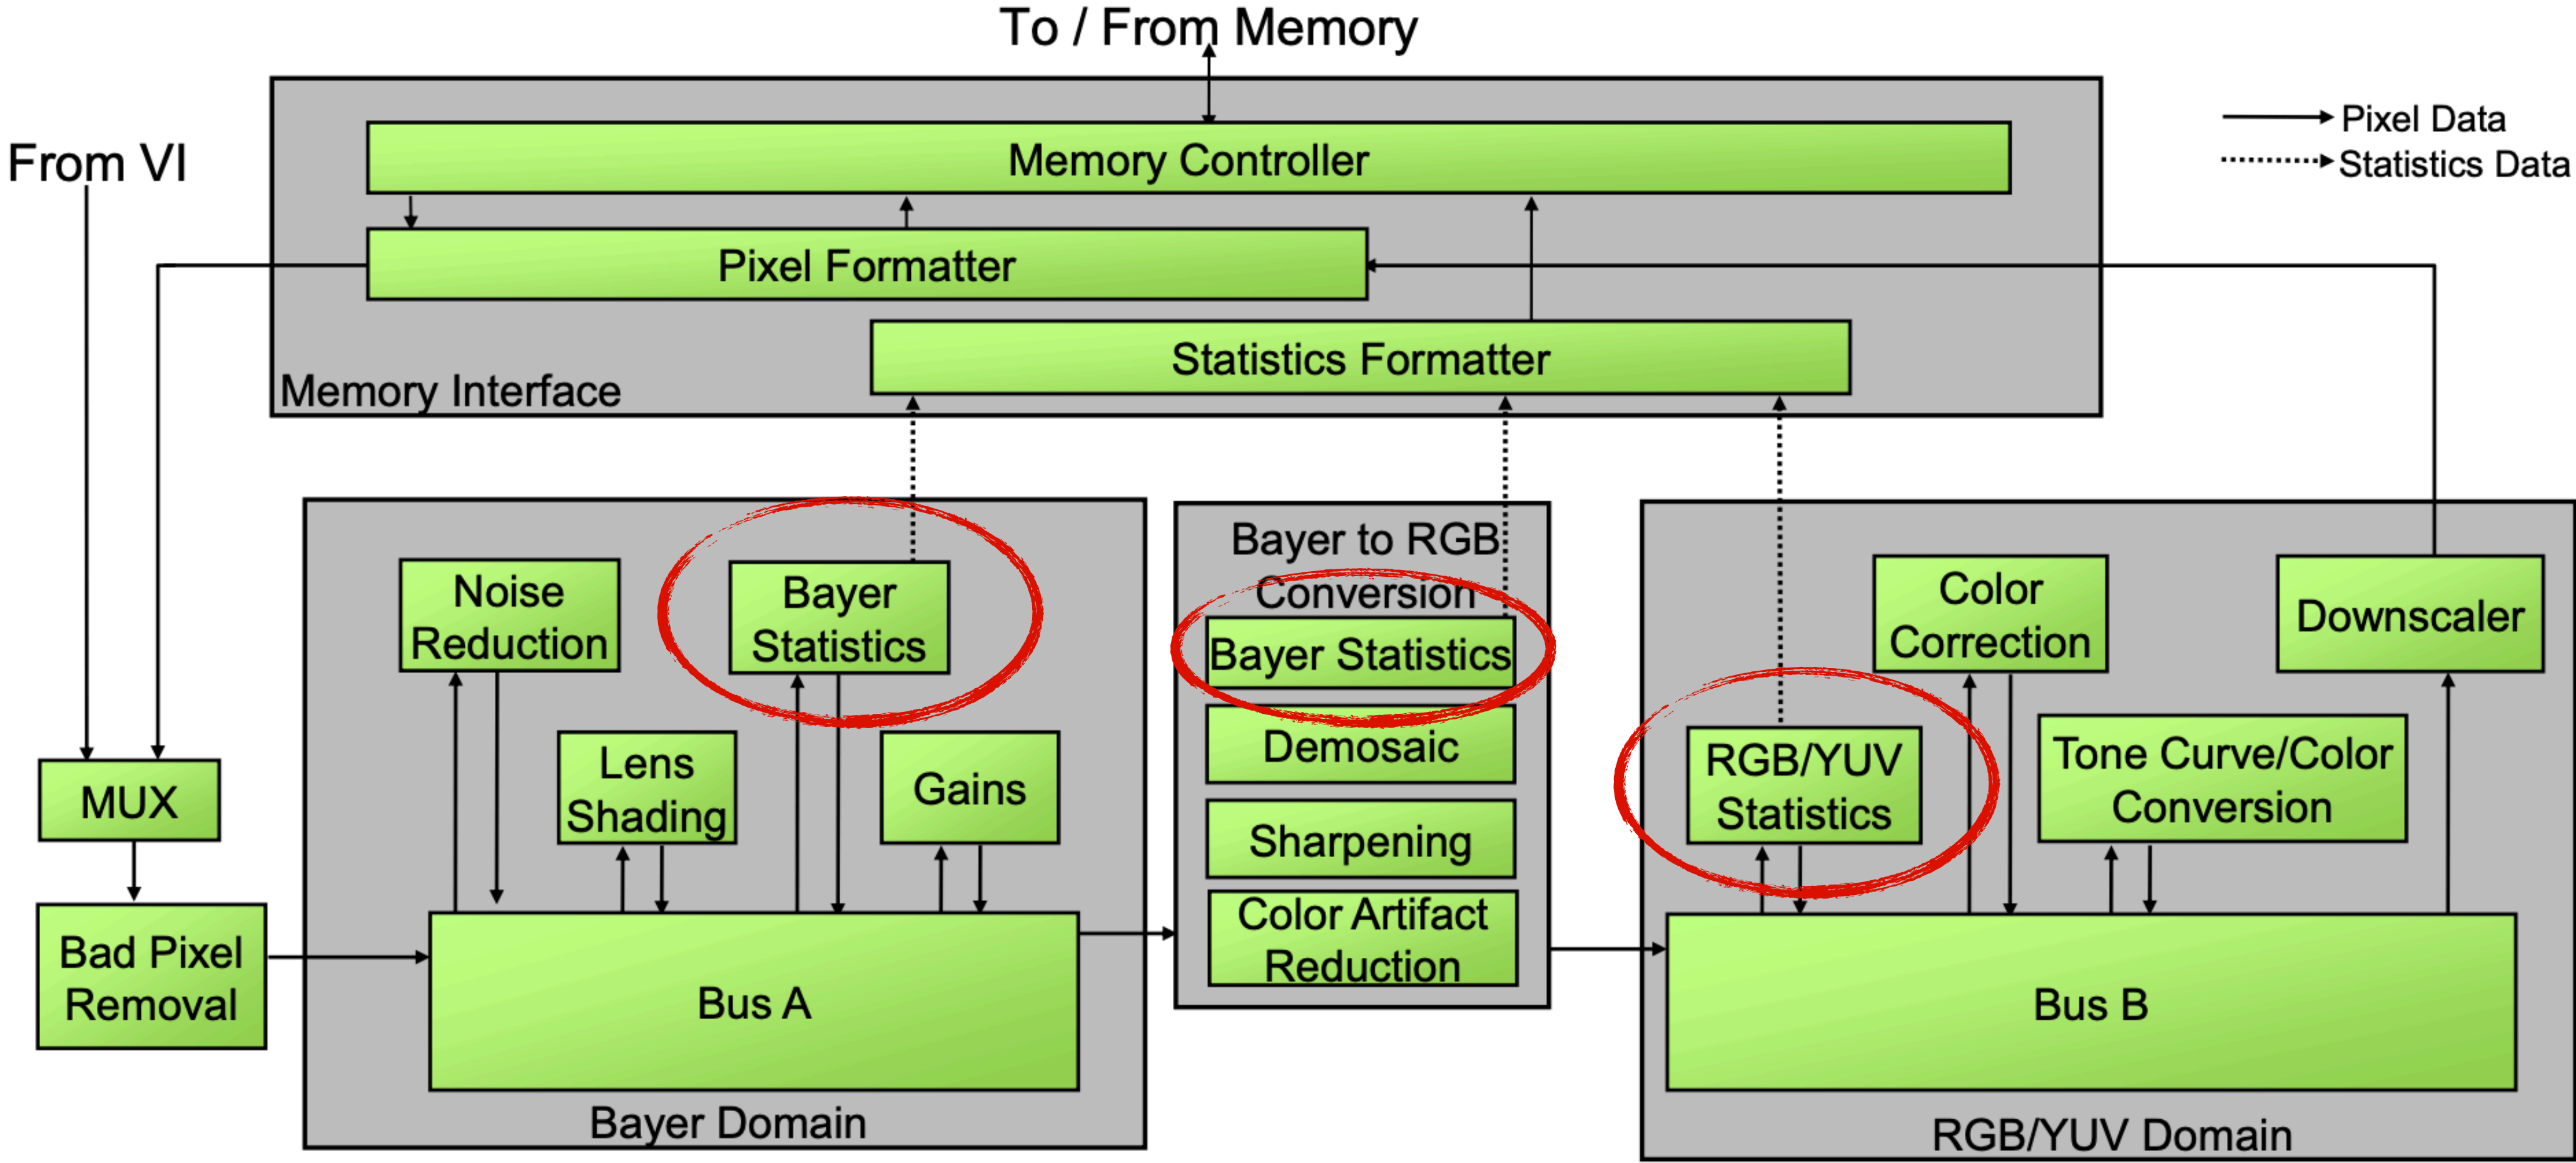 To / From Memory
From VI
Memory Controller
Pixel Data
Statistics Data
Pixel Formatter
Statistics Formatter
Memory Interface
Noise
Reduction
Bayer
Statistics
Lens
Shading
Gains
MUX
Bad Pixel
Removal
Bus A
Bayer Domain
Bayer to RGB
Conversion
Bayer Statistics
Demosaic
Sharpening
Color Artifact
Reduction
RGB/YUV
Statistics
Color
Correction
Tone Curve/Color
Conversion
Downscaler
Bus B
RGB/YUV Domain